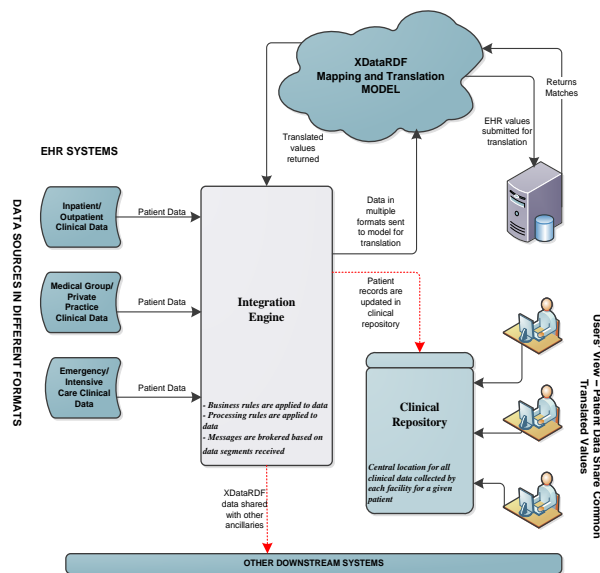 XDataRDF
Mapping and Translation
MODEL
Returns
Matches
EHR values
submitted for
translation
Translated
values
returned
EHR SYSTEMS
DATA SOURCES IN DIFFERENT FORMATS
Inpatient/
Outpatient
Clinical Data
Patient Data
Data in
multiple
formats sent
to model for
translation
Medical Group/
Private
Practice
Clinical Data
Patient Data
Integration
Engine
Patient
records are
updated in
clinical
repository
Emergency/
Intensive
Care Clinical
Data
Patient Data
- Business rules are applied to data
- Processing rules are applied to
data
- Messages are brokered based on
data segments received
Clinical
Repository
Central location for all
clinical data collected by
each facility for a given
patient
Users' View – Patient Data Share Common
Translated Values
XDataRDF
data shared
with other
ancillaries
OTHER DOWNSTREAM SYSTEMS